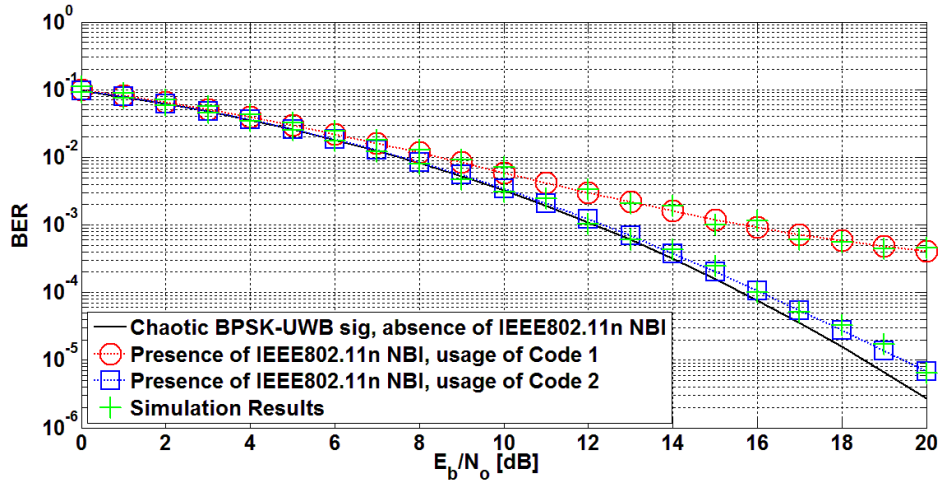 10^0
10^-1
10^-2
10^-3
10^-4
10^-5
10^-6
BER
Chaotic BPSK-UWB sig, absence of IEEE802.11n NBI
Presence of IEEE802.11n NBI, usage of Code 1
Presence of IEEE802.11n NBI, usage of Code 2
Simulation Results
0 2 4 6 8 10 12 14 16 18 20
E_b/N_o [dB]